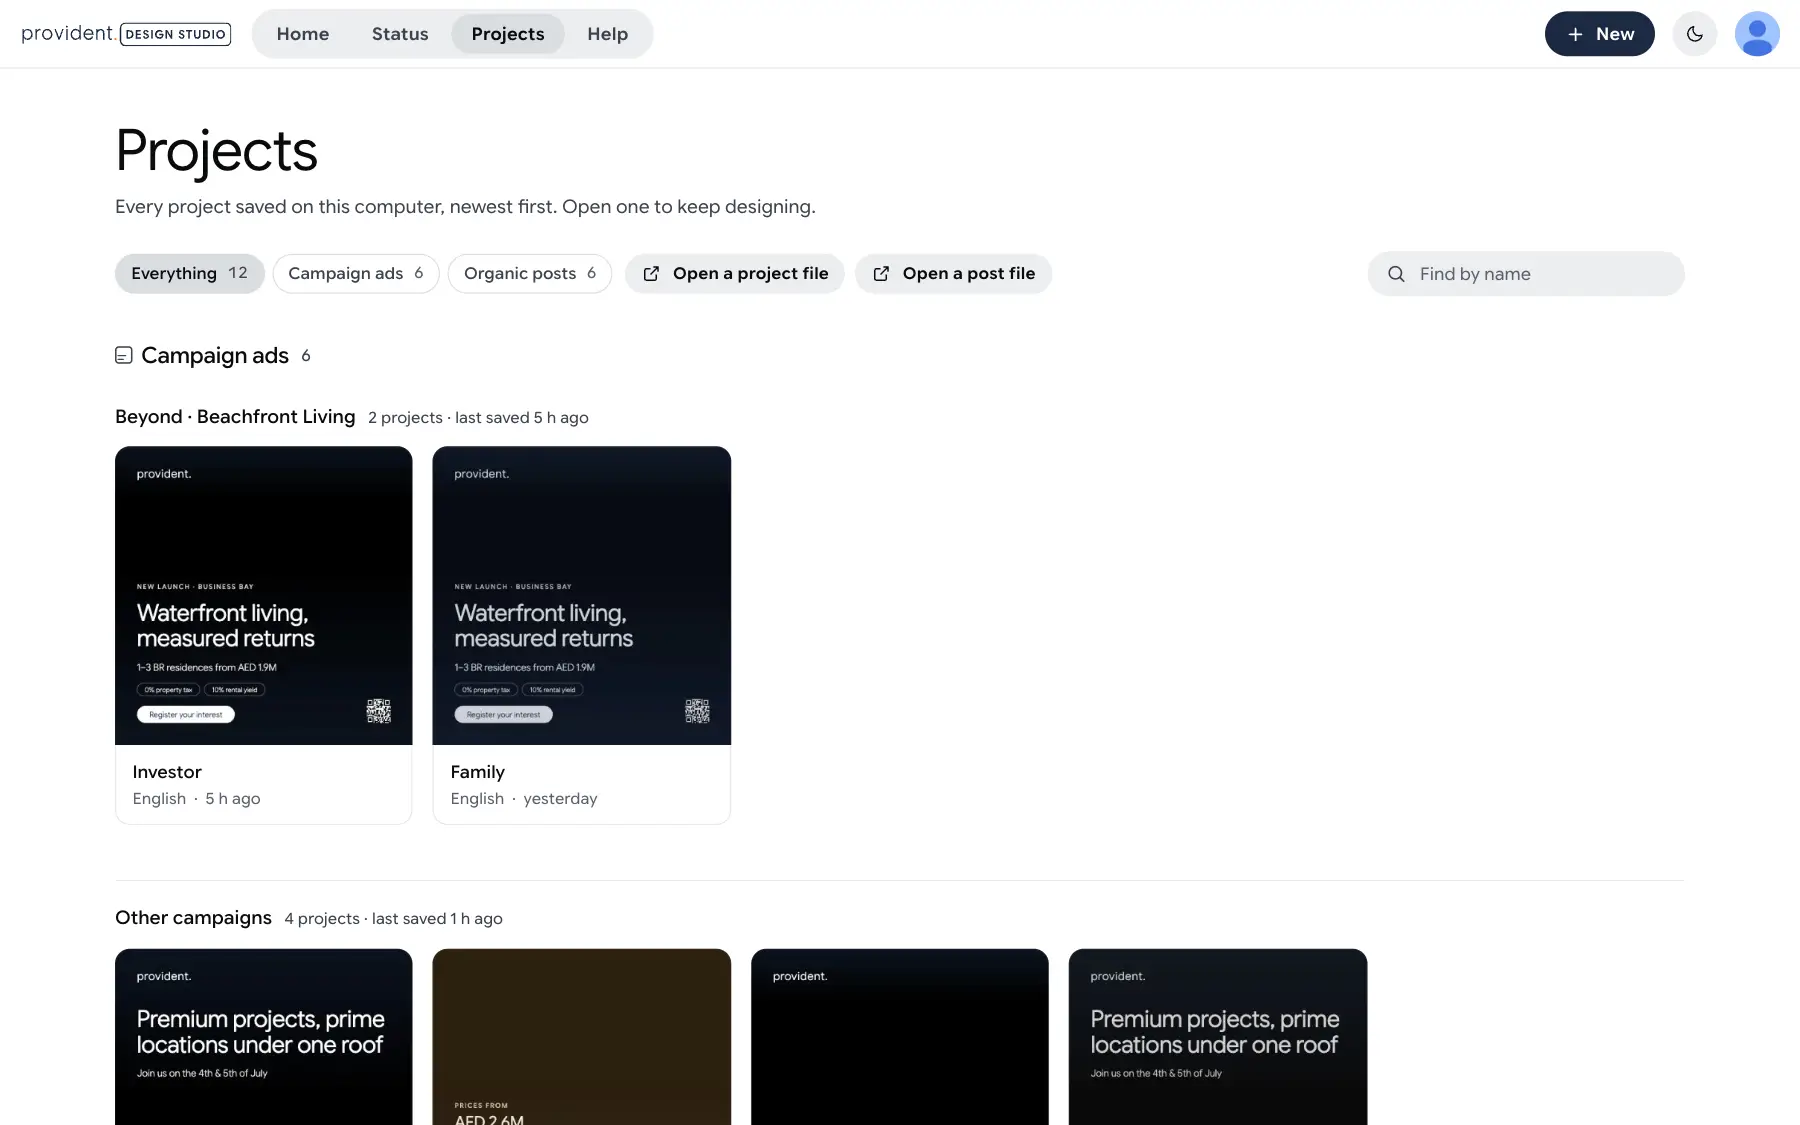 provident. DESIGN STUDIO
Home
Status
Projects
Help
New
Projects
Every project saved on this computer, newest first. Open one to keep designing.
Everything 12
Campaign ads 6
Organic posts 6
Open a project file
Open a post file
Find by name
Campaign ads 6
Beyond · Beachfront Living 2 projects · last saved 5 h ago
provident.
NEW LAUNCH · BUSINESS BAY
Waterfront living,
measured returns
1–3 BR residences from AED 1.9M
0% property tax
10% rental yield
Register your interest
Investor
English · 5 h ago
provident.
NEW LAUNCH · BUSINESS BAY
Waterfront living,
measured returns
1–3 BR residences from AED 1.9M
0% property tax
10% rental yield
Register your interest
Family
English · yesterday
Other campaigns 4 projects · last saved 1 h ago
provident.
Premium projects, prime
locations under one roof
Join us on the 4th & 5th of July
PRICES FROM
AED 2.6M
provident.
provident.
Premium projects, prime
locations under one roof
Join us on the 4th & 5th of July